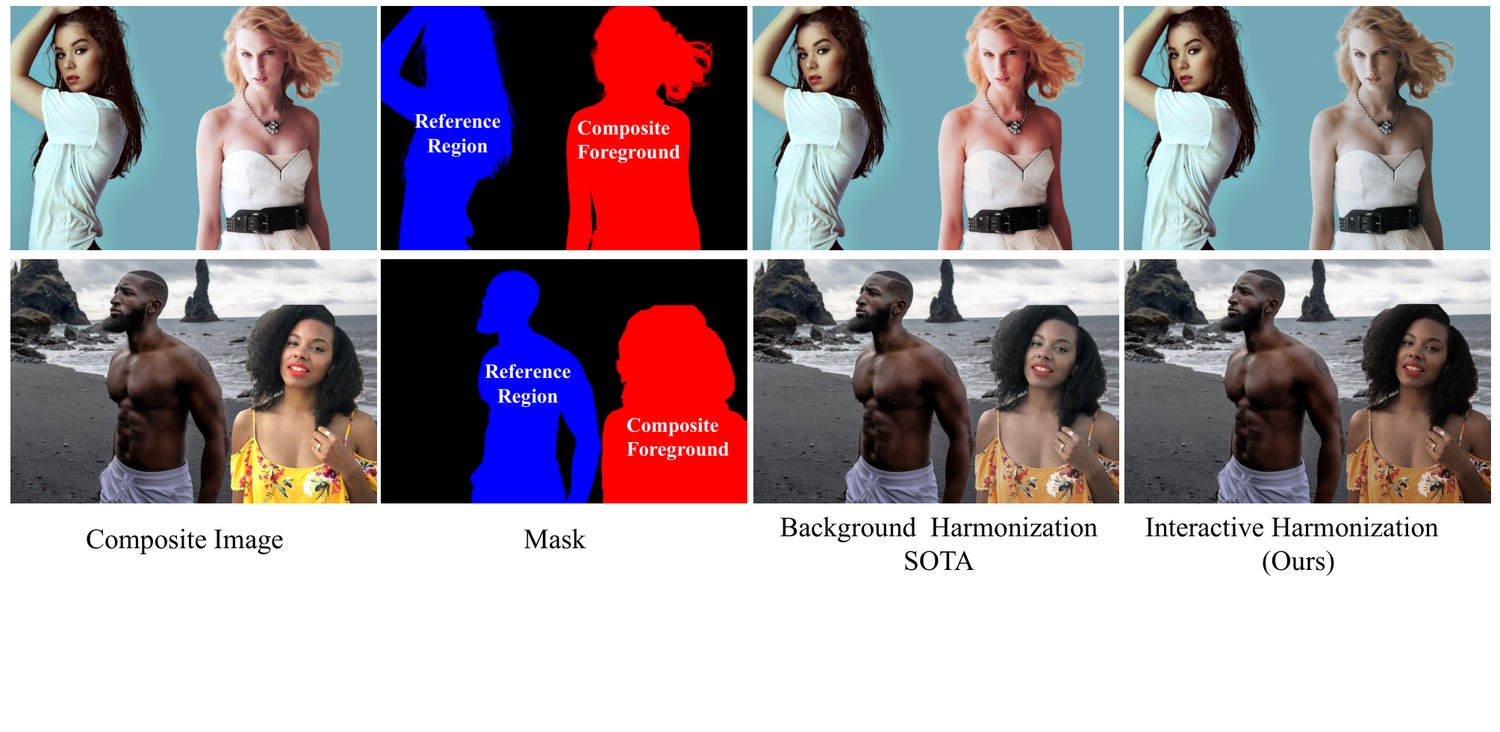 Reference
Region
Composite
Foreground
Reference
Region
Composite
Foreground
Composite Image
Mask
Background Harmonization
SOTA
Interactive Harmonization
(Ours)